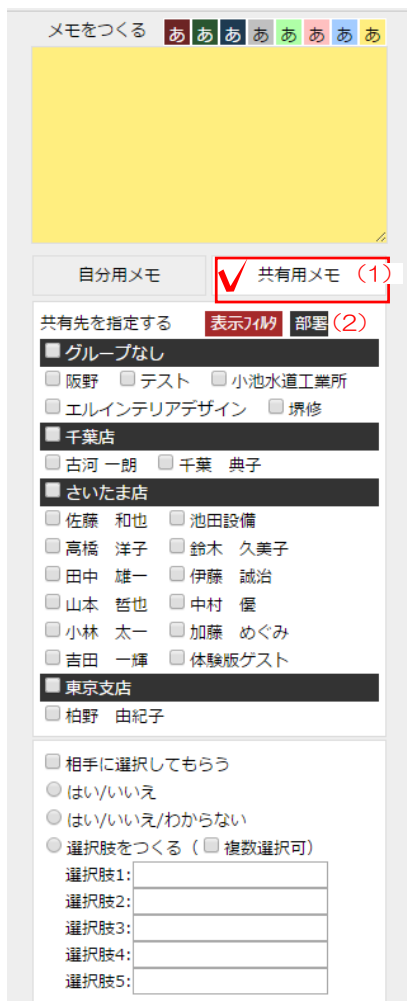 メモをつくる あ あ あ あ あ あ あ あ
自分用メモ 共有用メモ (1)
共有先を指定する 表示フィルタ 部署 (2)
グループなし
阪野 テスト 小池水道工業所
エルインテリアデザイン 堺修
千葉店
古河 一朗 千葉 典子
さいたま店
佐藤 和也 池田設備
高橋 洋子 鈴木 久美子
田中 雄一 伊藤 誠治
山本 哲也 中村 優
小林 太一 加藤 めぐみ
吉田 一輝 体験版ゲスト
東京支店
柏野 由紀子
相手に選択してもらう
はい/いいえ
はい/いいえ/わからない
選択肢をつくる ( 複数選択可)
選択肢1:
選択肢2:
選択肢3:
選択肢4:
選択肢5: